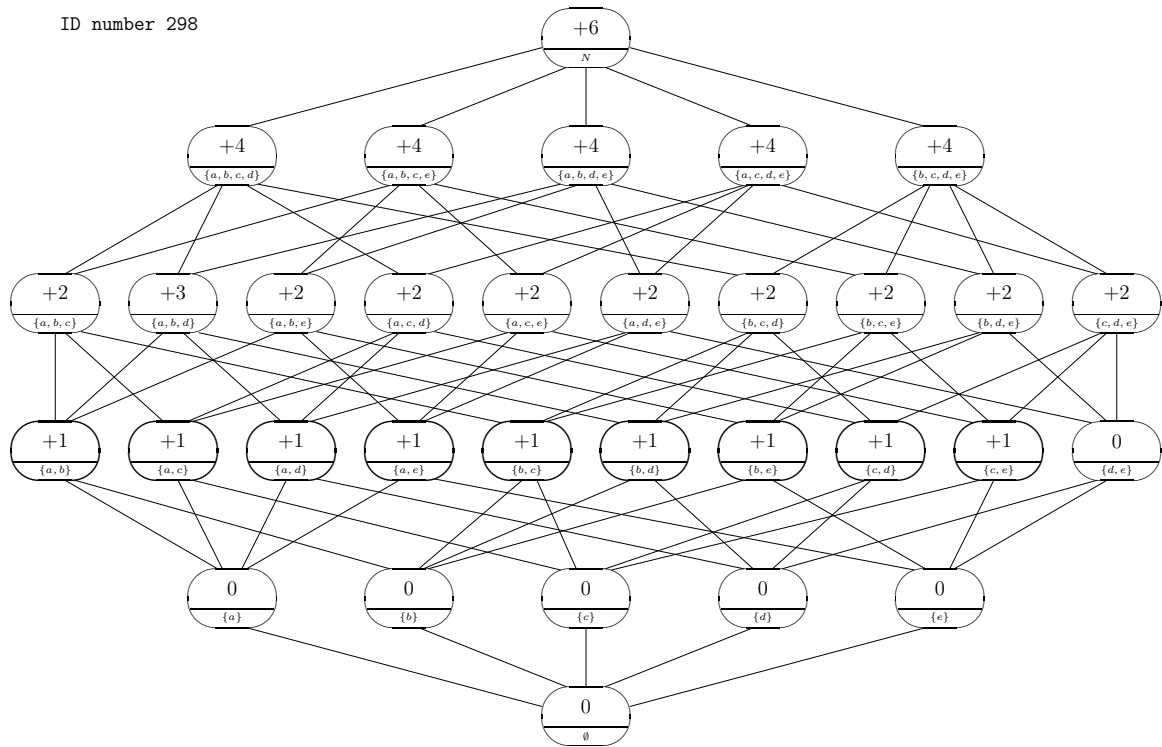 ID number 298
+6
N
+4 +4 +4 +4 +4
{a, b, c, d} {a, b, c, e} {a, b, d, e} {a, c, d, e} {b, c, d, e}
+2 +3 +2 +2 +2 +2 +2 +2 +2 +2
{a, b, c} {a, b, d} {a, b, e} {a, c, d} {a, c, e} {a, d, e} {b, c, d} {b, c, e} {b, d, e} {c, d, e}
+1 +1 +1 +1 +1 +1 +1 +1 +1 0
{a, b} {a, c} {a, d} {a, e} {b, c} {b, d} {b, e} {c, d} {c, e} {d, e}
0 0 0 0 0
{a} {b} {c} {d} {e}
0
∅